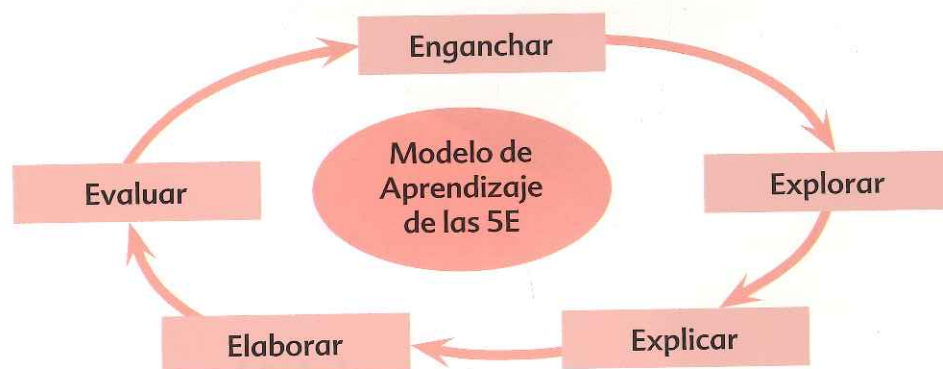 Enganchar
Modelo de
Aprendizaje
de las 5E
Evaluar
Explorar
Elaborar
Explicar